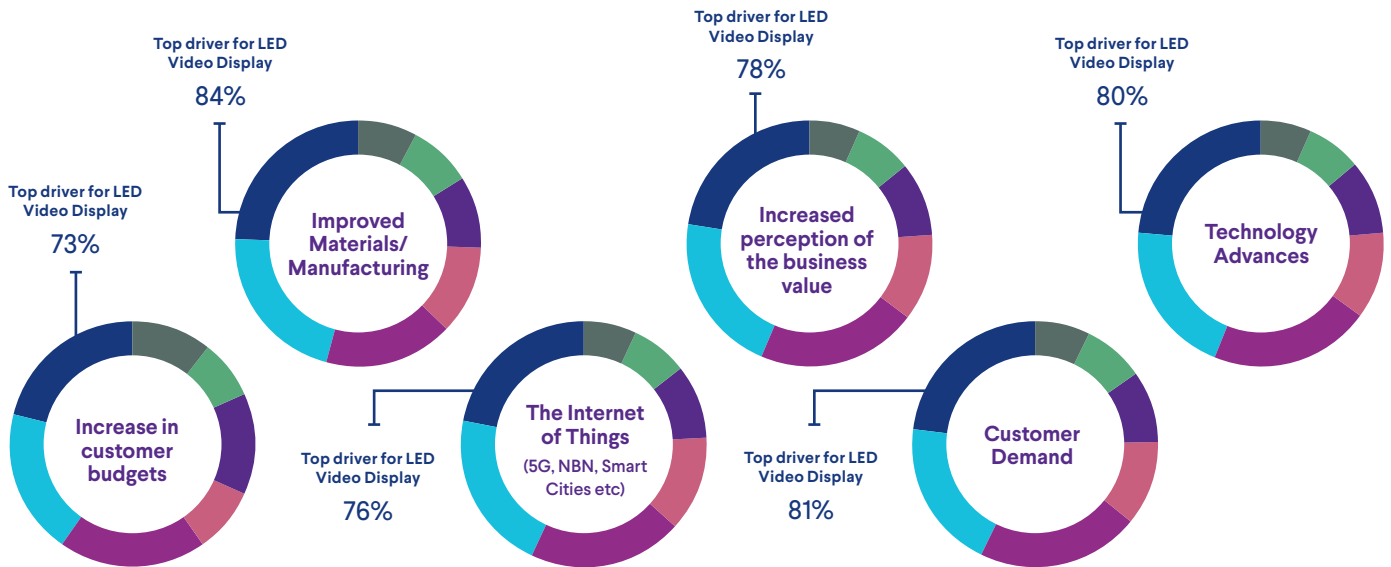 Top driver for LED
Video Display
73%
Increase in
customer
budgets
Top driver for LED
Video Display
84%
Improved
Materials/
Manufacturing
Top driver for LED
Video Display
76%
The Internet
of Things
(5G, NBN, Smart
Cities etc)
Top driver for LED
Video Display
78%
Increased
perception of
the business
value
Top driver for LED
Video Display
81%
Customer
Demand
Top driver for LED
Video Display
80%
Technology
Advances